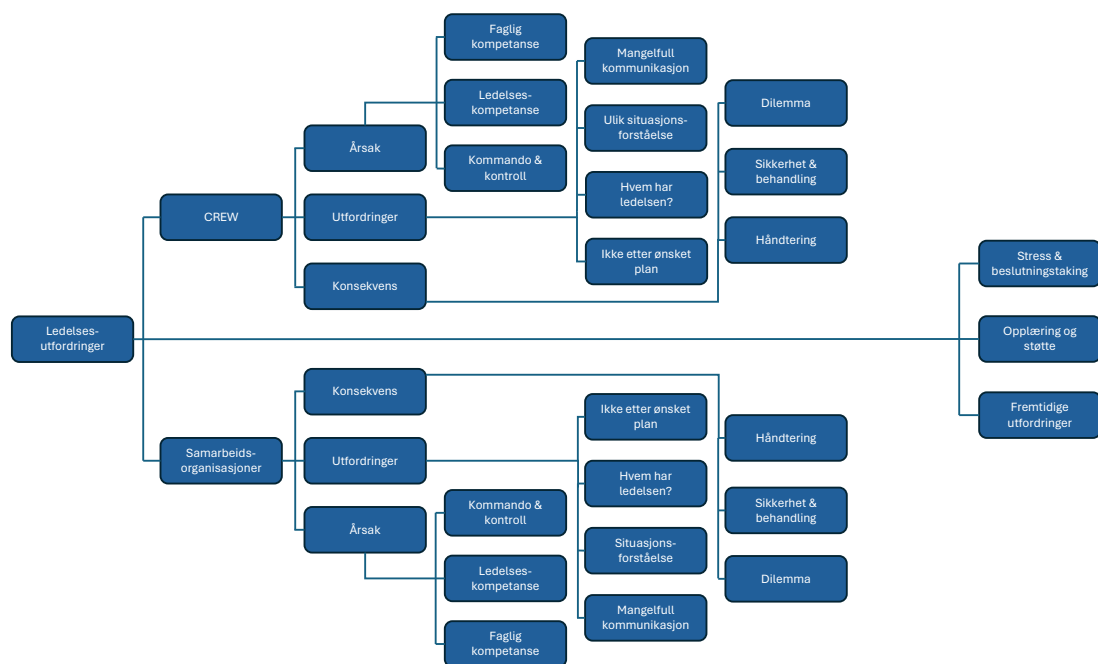 Faglig
kompetanse
Ledelses-
kompetanse
Kommando &
kontroll
Mangelfull
kommunikasjon
Ulik situasjons-
forståelse
Hvem har
ledelsen?
Ikke etter ønsket
plan
Dilemma
Sikkerhet &
behandling
Håndtering
Årsak
CREW
Utfordringer
Konsekvens
Ledelses-
utfordringer
Stress &
beslutningstaking
Opplæring og
støtte
Fremtidige
utfordringer
Konsekvens
Samarbeids-
organisasjoner
Utfordringer
Årsak
Kommando &
kontroll
Ledelses-
kompetanse
Faglig
kompetanse
Ikke etter ønsket
plan
Hvem har
ledelsen?
Situasjons-
forståelse
Mangelfull
kommunikasjon
Håndtering
Sikkerhet &
behandling
Dilemma